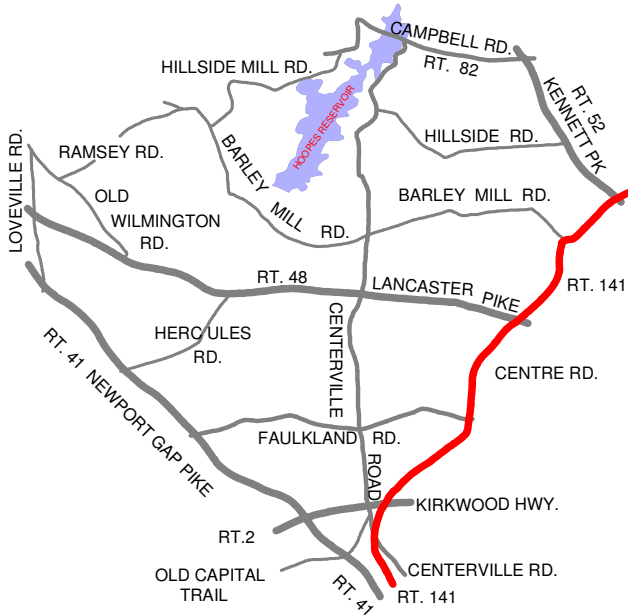 CAMPBELL RD.
RT. 82
HILLSIDE MILL RD.
HOOPES RESERVOIR
RT. 52
KENNETT PK
HILLSIDE RD.
RAMSEY RD.
LOVEVILLE RD.
OLD
WILMINGTON
RD.
BARLEY MILL RD.
BARLEY MILL RD.
RT. 48
LANCASTER PIKE
RT. 141
HERCULES
RD.
CENTERVILLE
ROAD
CENTRE RD.
RT. 41 NEWPORT GAP PIKE
FAULKLAND RD.
KIRKWOOD HWY.
RT.2
OLD CAPITAL
TRAIL
RT. 41
CENTERVILLE RD.
RT. 141